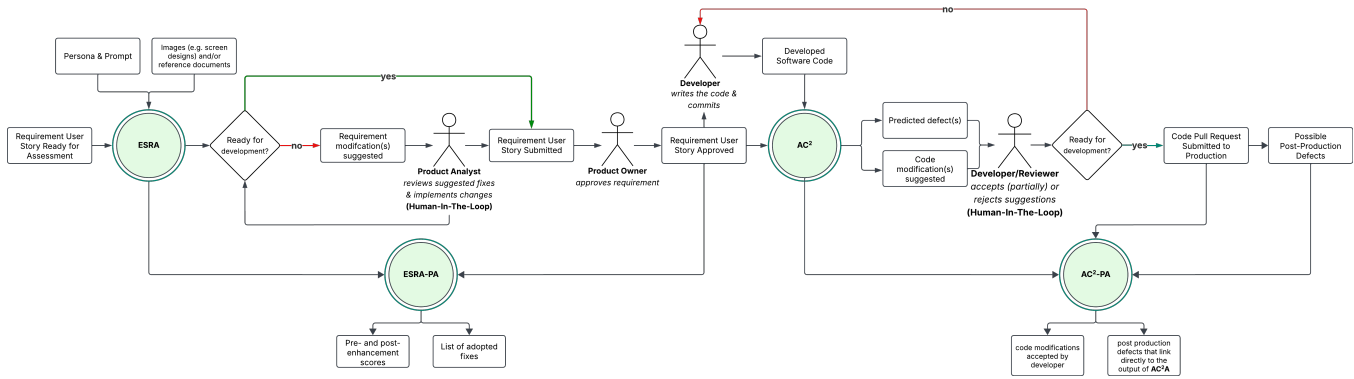 no
Persona & Prompt
Images (e.g. screen
designs) and/or
reference documents
Developer
writes the code &
commits
Developed
Software Code
yes
Requirement User
Story Ready for
Assessment
ESRA
Ready for
development?
no
Requirement
modifcation(s)
suggested
Product Analyst
reviews suggested fixes
& implements changes
(Human-In-The-Loop)
Requirement User
Story Submitted
Product Owner
approves requirement
Requirement User
Story Approved
AC²
Predicted defect(s)
Code
modification(s)
suggested
Developer/Reviewer
accepts (partially) or
rejects suggestions
(Human-In-The-Loop)
Ready for
development?
yes
Code Pull Request
Submitted to
Production
Possible
Post-Production
Defects
ESRA-PA
AC²-PA
Pre- and post-
enhancement
scores
List of adopted
fixes
code modifications
accepted by
developer
post production
defects that link
directly to the
output of AC²A